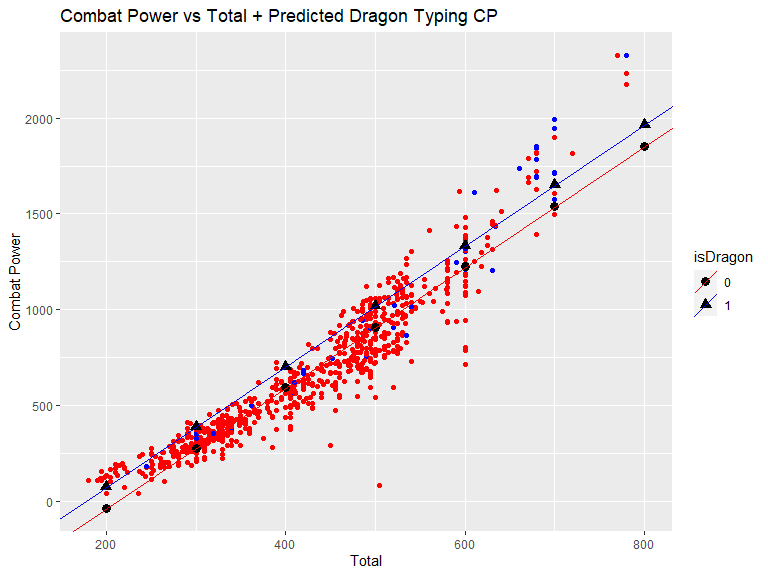 Combat Power vs Total + Predicted Dragon Typing CP
Combat Power
2000
1500
1000
500
0
200
400
600
800
Total
isDragon
0
1